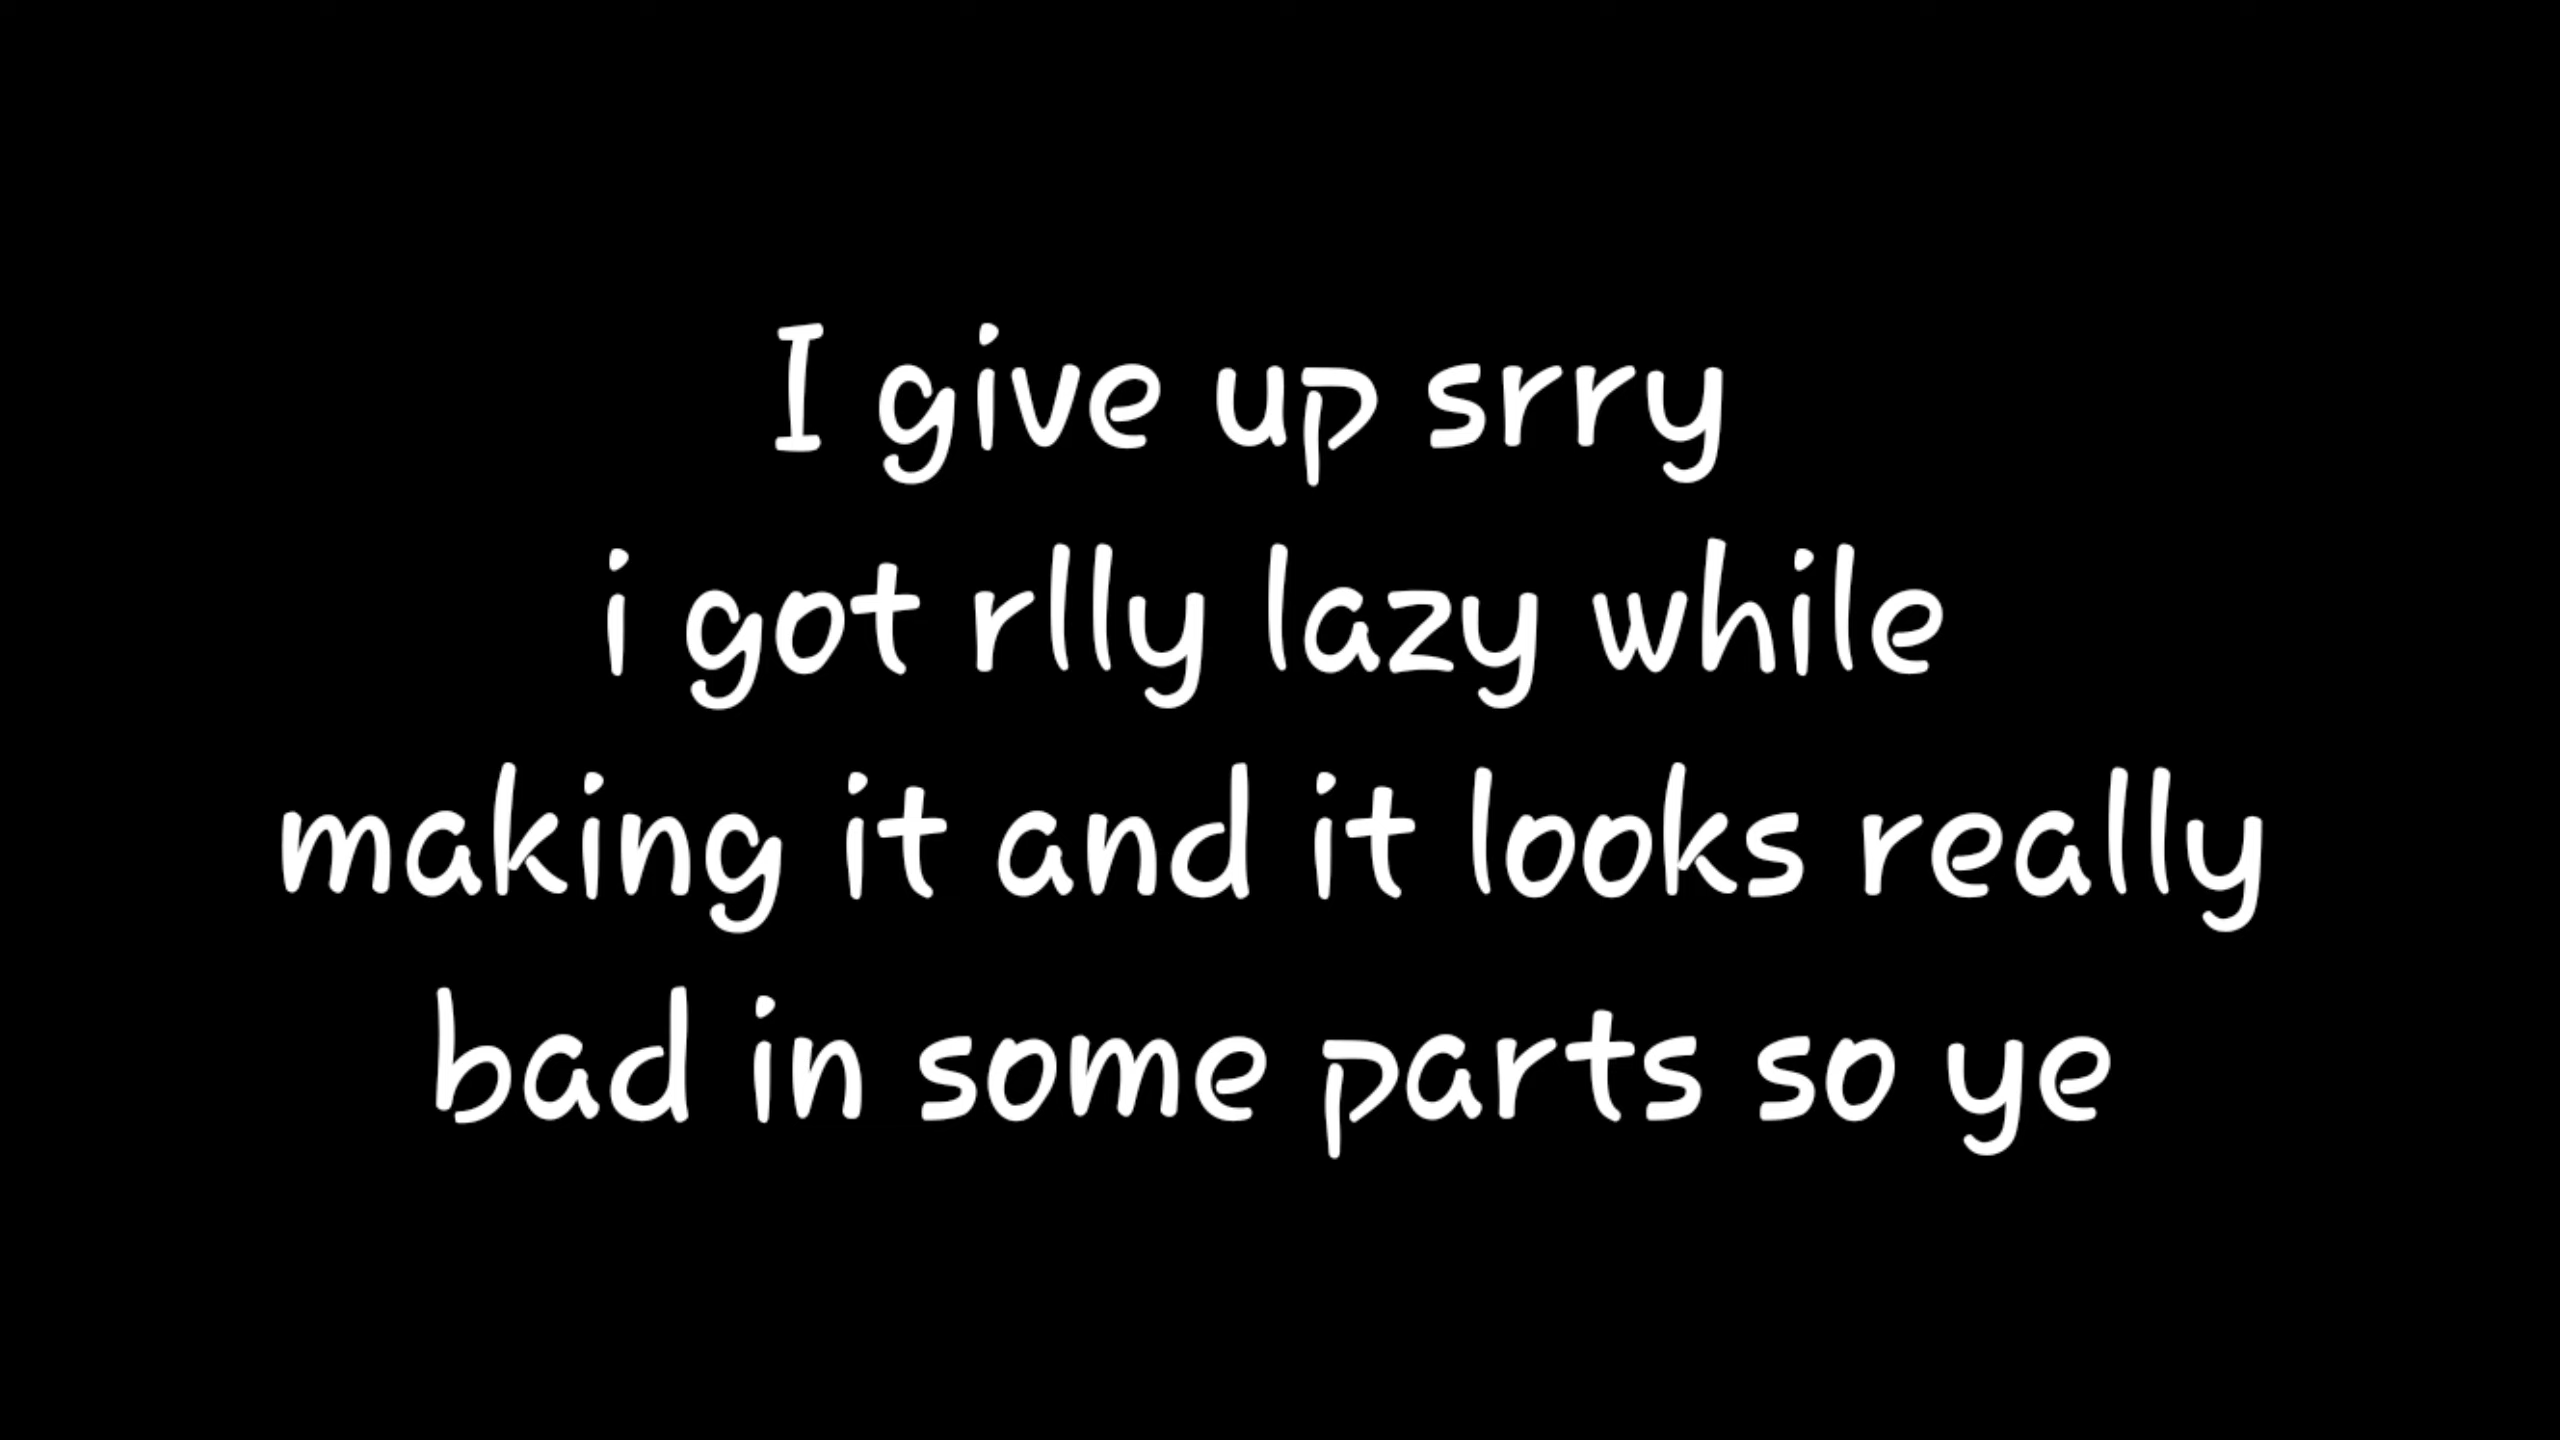 I give up srry
i got rlly lazy while
making it and it looks really
bad in some parts so ye